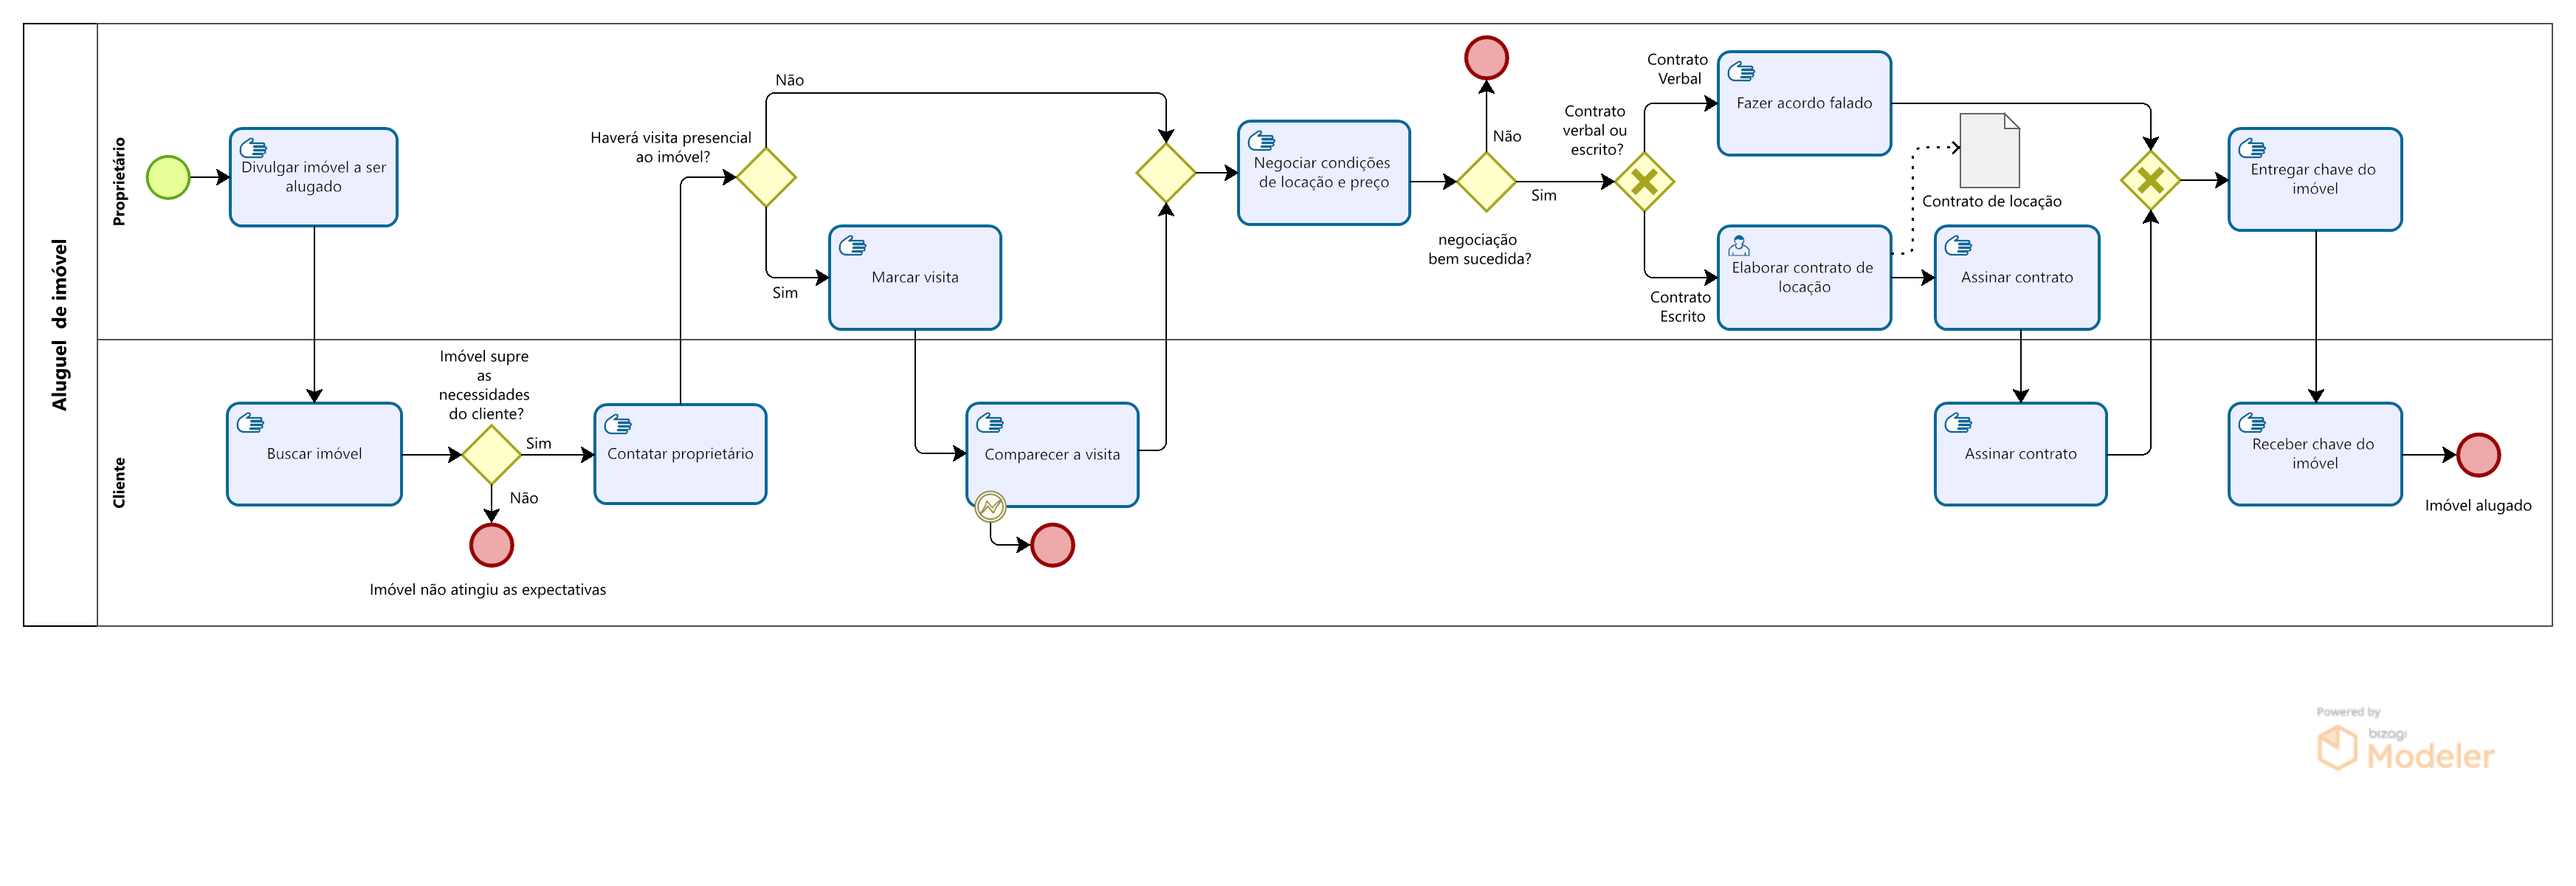 Aluguel de imóvel
Proprietário
Divulgar imóvel a ser
alugado
Haverá visita presencial
ao imóvel?
Não
Sim
Marcar visita
Negociar condições
de locação e preço
Não
Sim
negociação
bem sucedida?
Contrato
verbal ou
escrito?
Contrato
Verbal
Fazer acordo falado
Contrato
Escrito
Elaborar contrato de
locação
Contrato de locação
Assinar contrato
Entregar chave do
imóvel
Cliente
Buscar imóvel
Imóvel supre
as
necessidades
do cliente?
Sim
Não
Imóvel não atingiu as expectativas
Contatar proprietário
Comparecer a visita
Assinar contrato
Receber chave do
imóvel
Imóvel alugado
Powered by
bizagi
Modeler